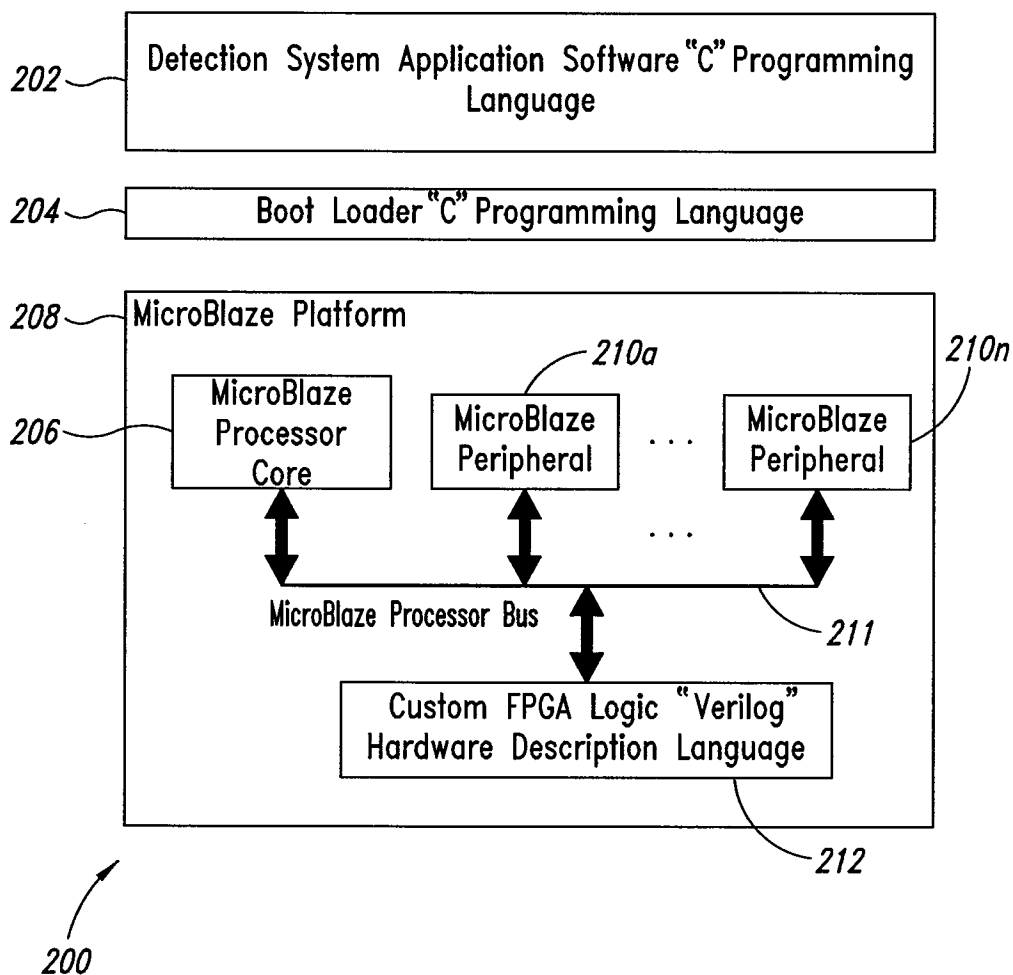 202
Detection System Application Software "C" Programming
Language
204
Boot Loader "C" Programming Language
208
MicroBlaze Platform
210a
210n
206
MicroBlaze
Processor
Core
MicroBlaze
Peripheral
. . .
MicroBlaze
Peripheral
. . .
MicroBlaze Processor Bus
211
Custom FPGA Logic "Verilog"
Hardware Description Language
212
200